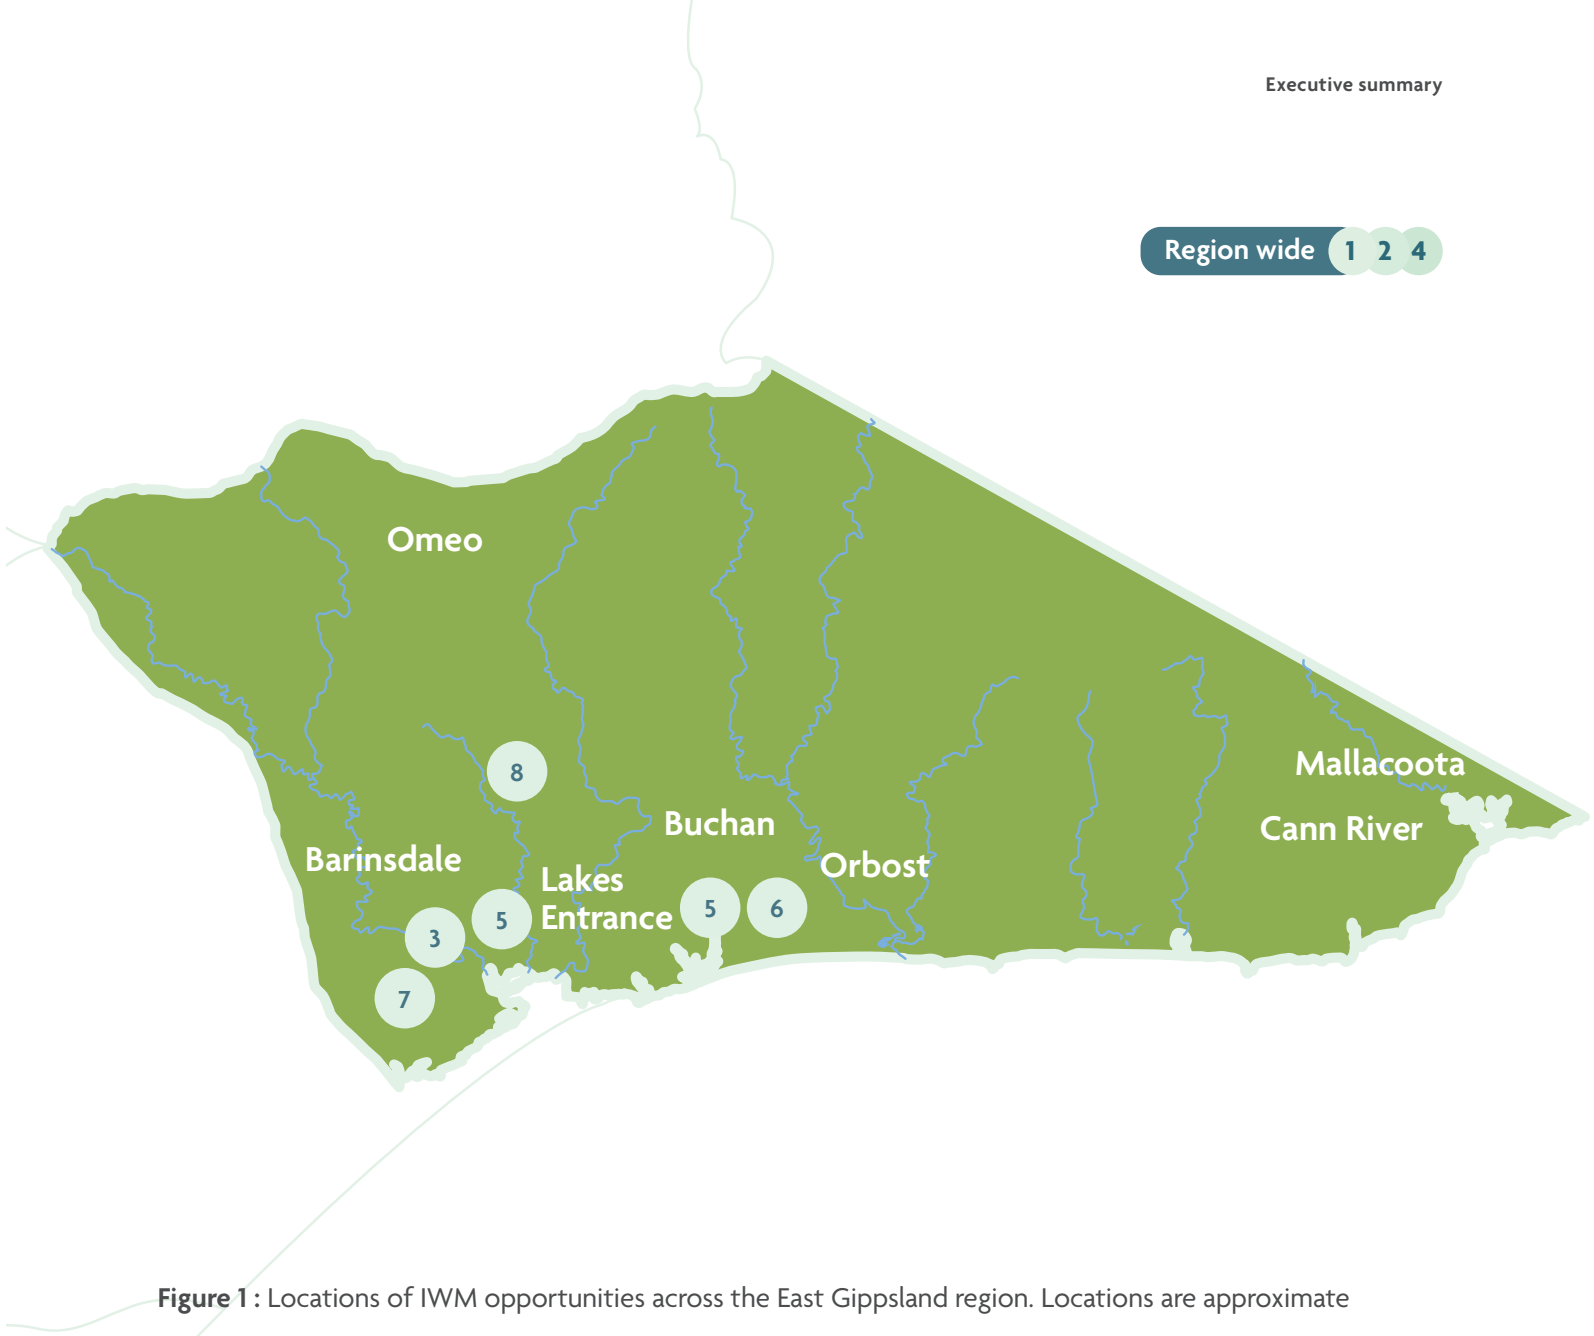 Executive summary
Region wide 1 2 4
Omeo
Mallacoota
8
Buchan
Cann River
Barinsdale
Orbost
Lakes
Entrance
5
6
5
3
7
Figure 1 : Locations of IWM opportunities across the East Gippsland region. Locations are approximate